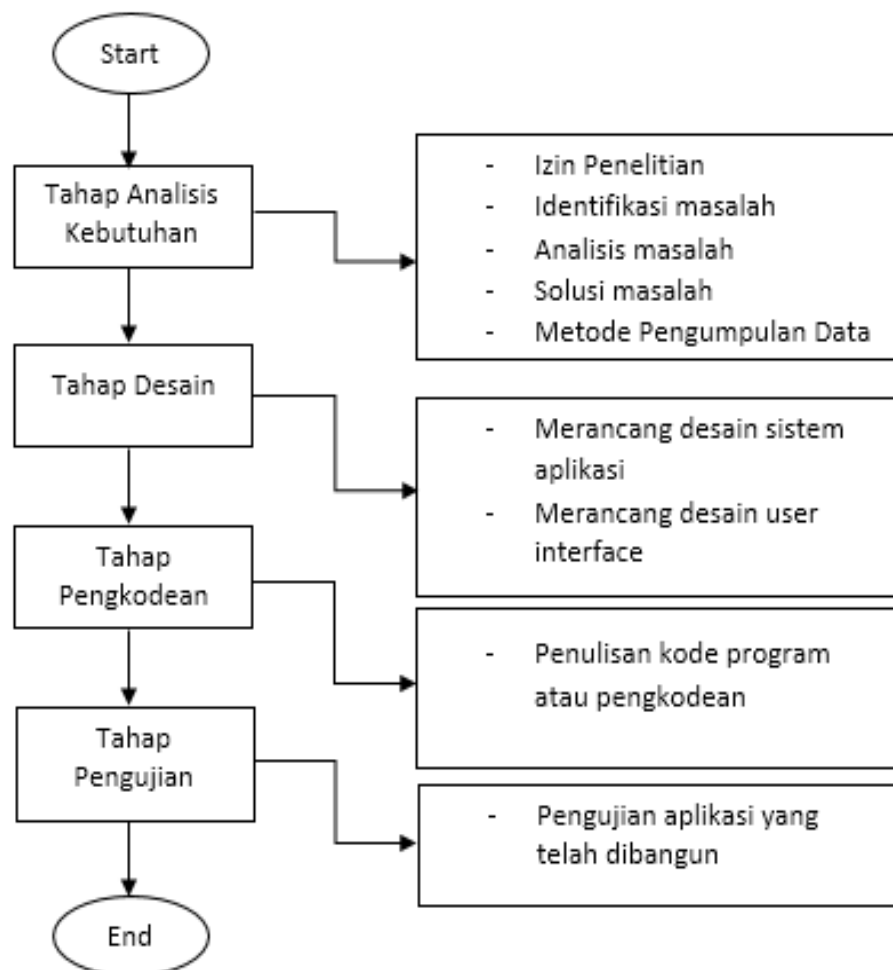 Start
Tahap Analisis
Kebutuhan
- Izin Penelitian
- Identifikasi masalah
- Analisis masalah
- Solusi masalah
- Metode Pengumpulan Data
Tahap Desain
- Merancang desain sistem
aplikasi
- Merancang desain user
interface
Tahap
Pengkodean
- Penulisan kode program
atau pengkodean
Tahap
Pengujian
- Pengujian aplikasi yang
telah dibangun
End